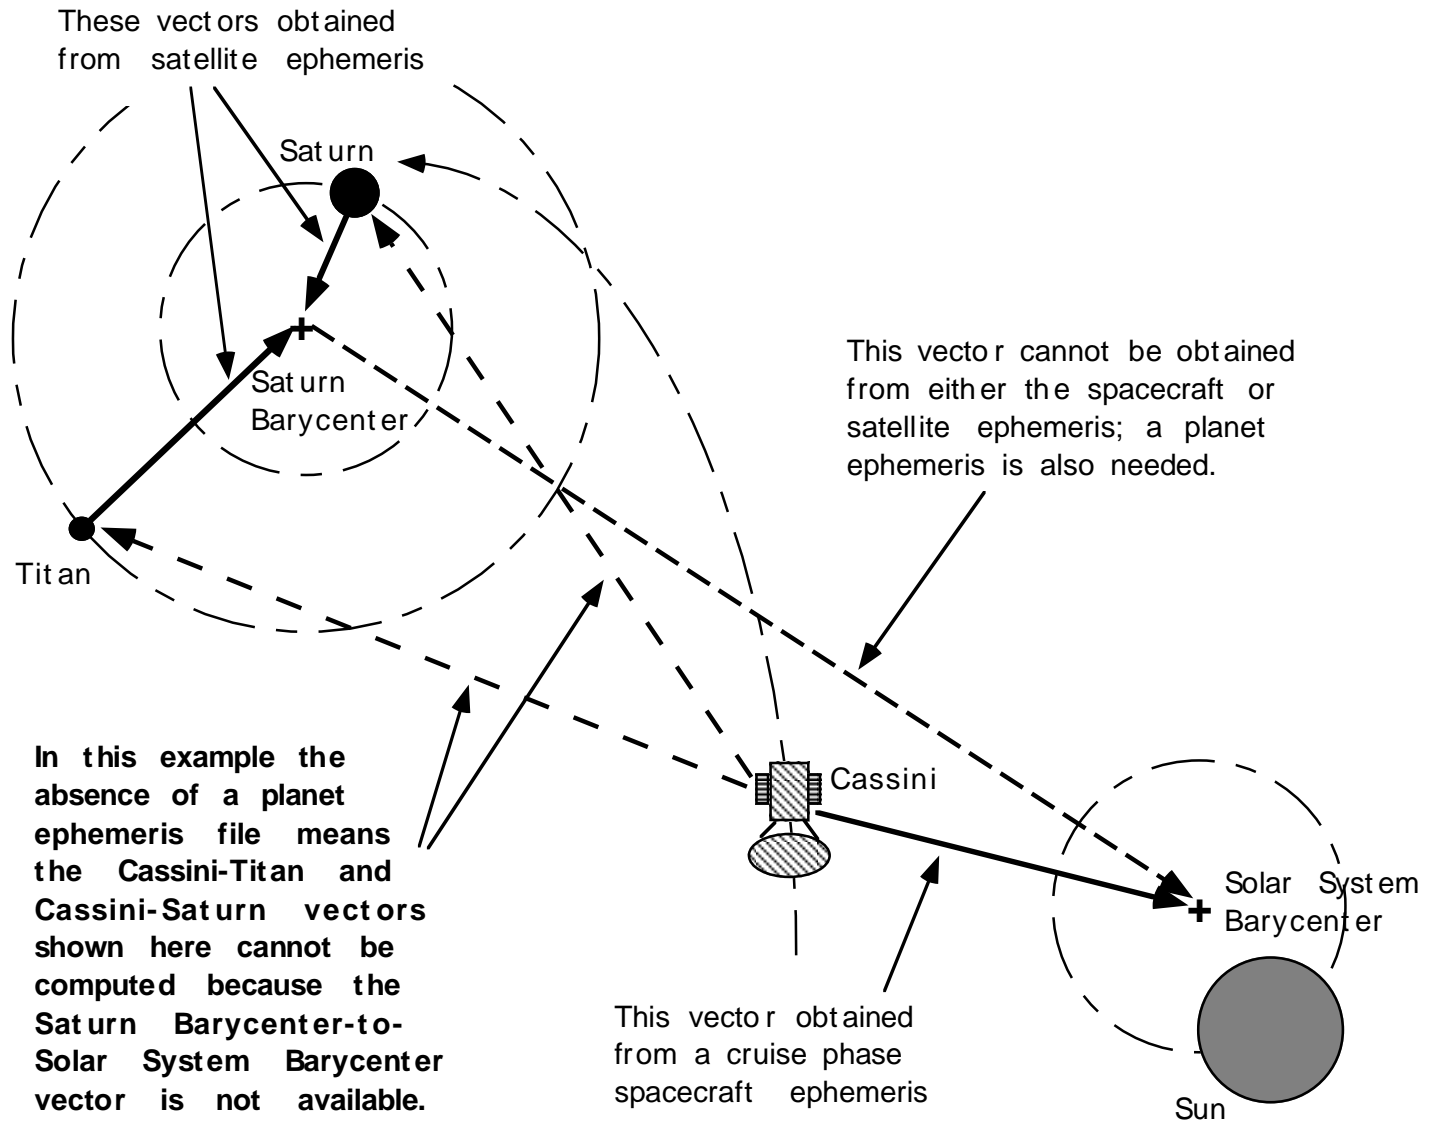 These vectors obtained
from satellite ephemeris
Saturn
Saturn
Barycenter
Titan
This vector cannot be obtained
from either the spacecraft or
satellite ephemeris; a planet
ephemeris is also needed.
In this example the
absence of a planet
ephemeris file means
the Cassini-Titan and
Cassini-Saturn vectors
shown here cannot be
computed because the
Saturn Barycenter-to-
Solar System Barycenter
vector is not available.
Cassini
Solar System
Barycenter
This vector obtained
from a cruise phase
spacecraft ephemeris
Sun